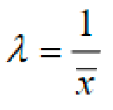 λ = 1/x̅